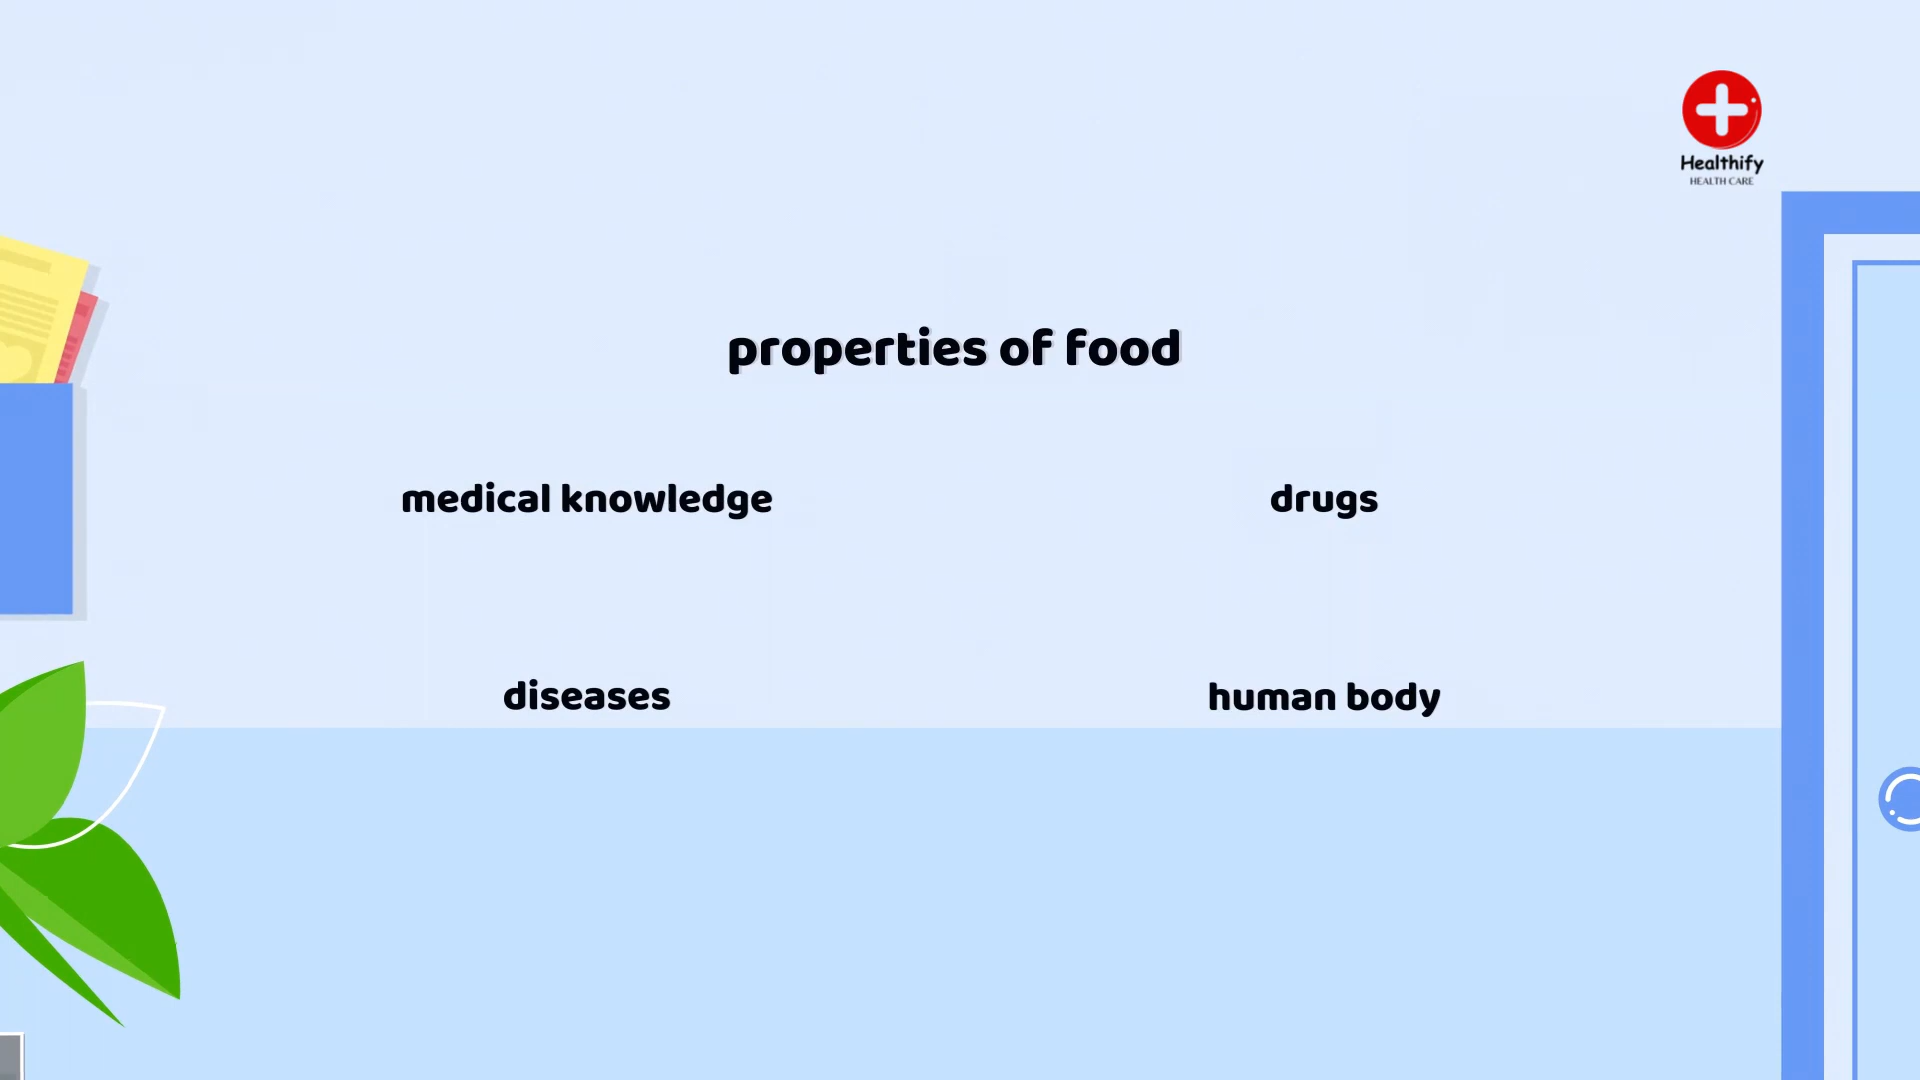 Healthify
HEALTH CARE
properties of food
medical knowledge
drugs
diseases
human body